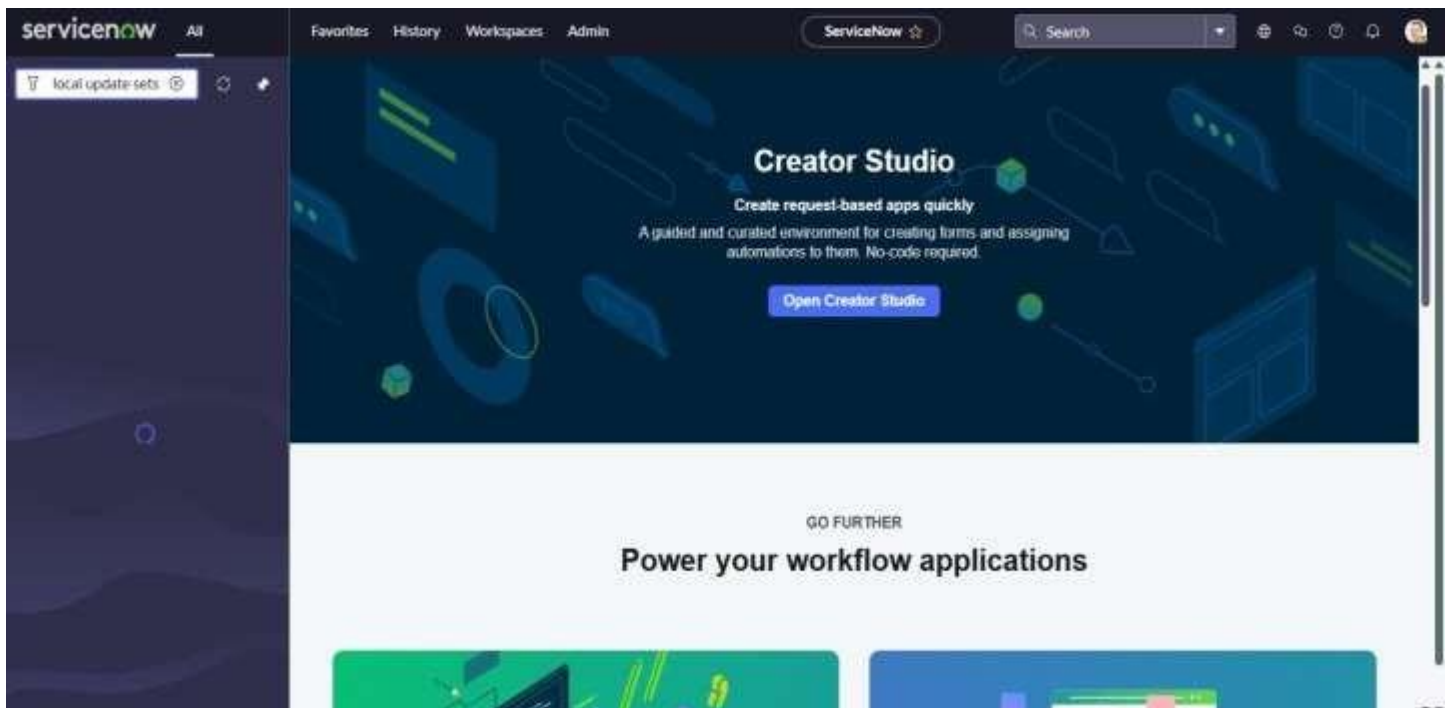 servicenow All Favorites History Workspaces Admin ServiceNow Search
local update sets
Creator Studio
Create request-based apps quickly
A guided and curated environment for creating forms and assigning
automations to them. No-code required.
Open Creator Studio
GO FURTHER
Power your workflow applications